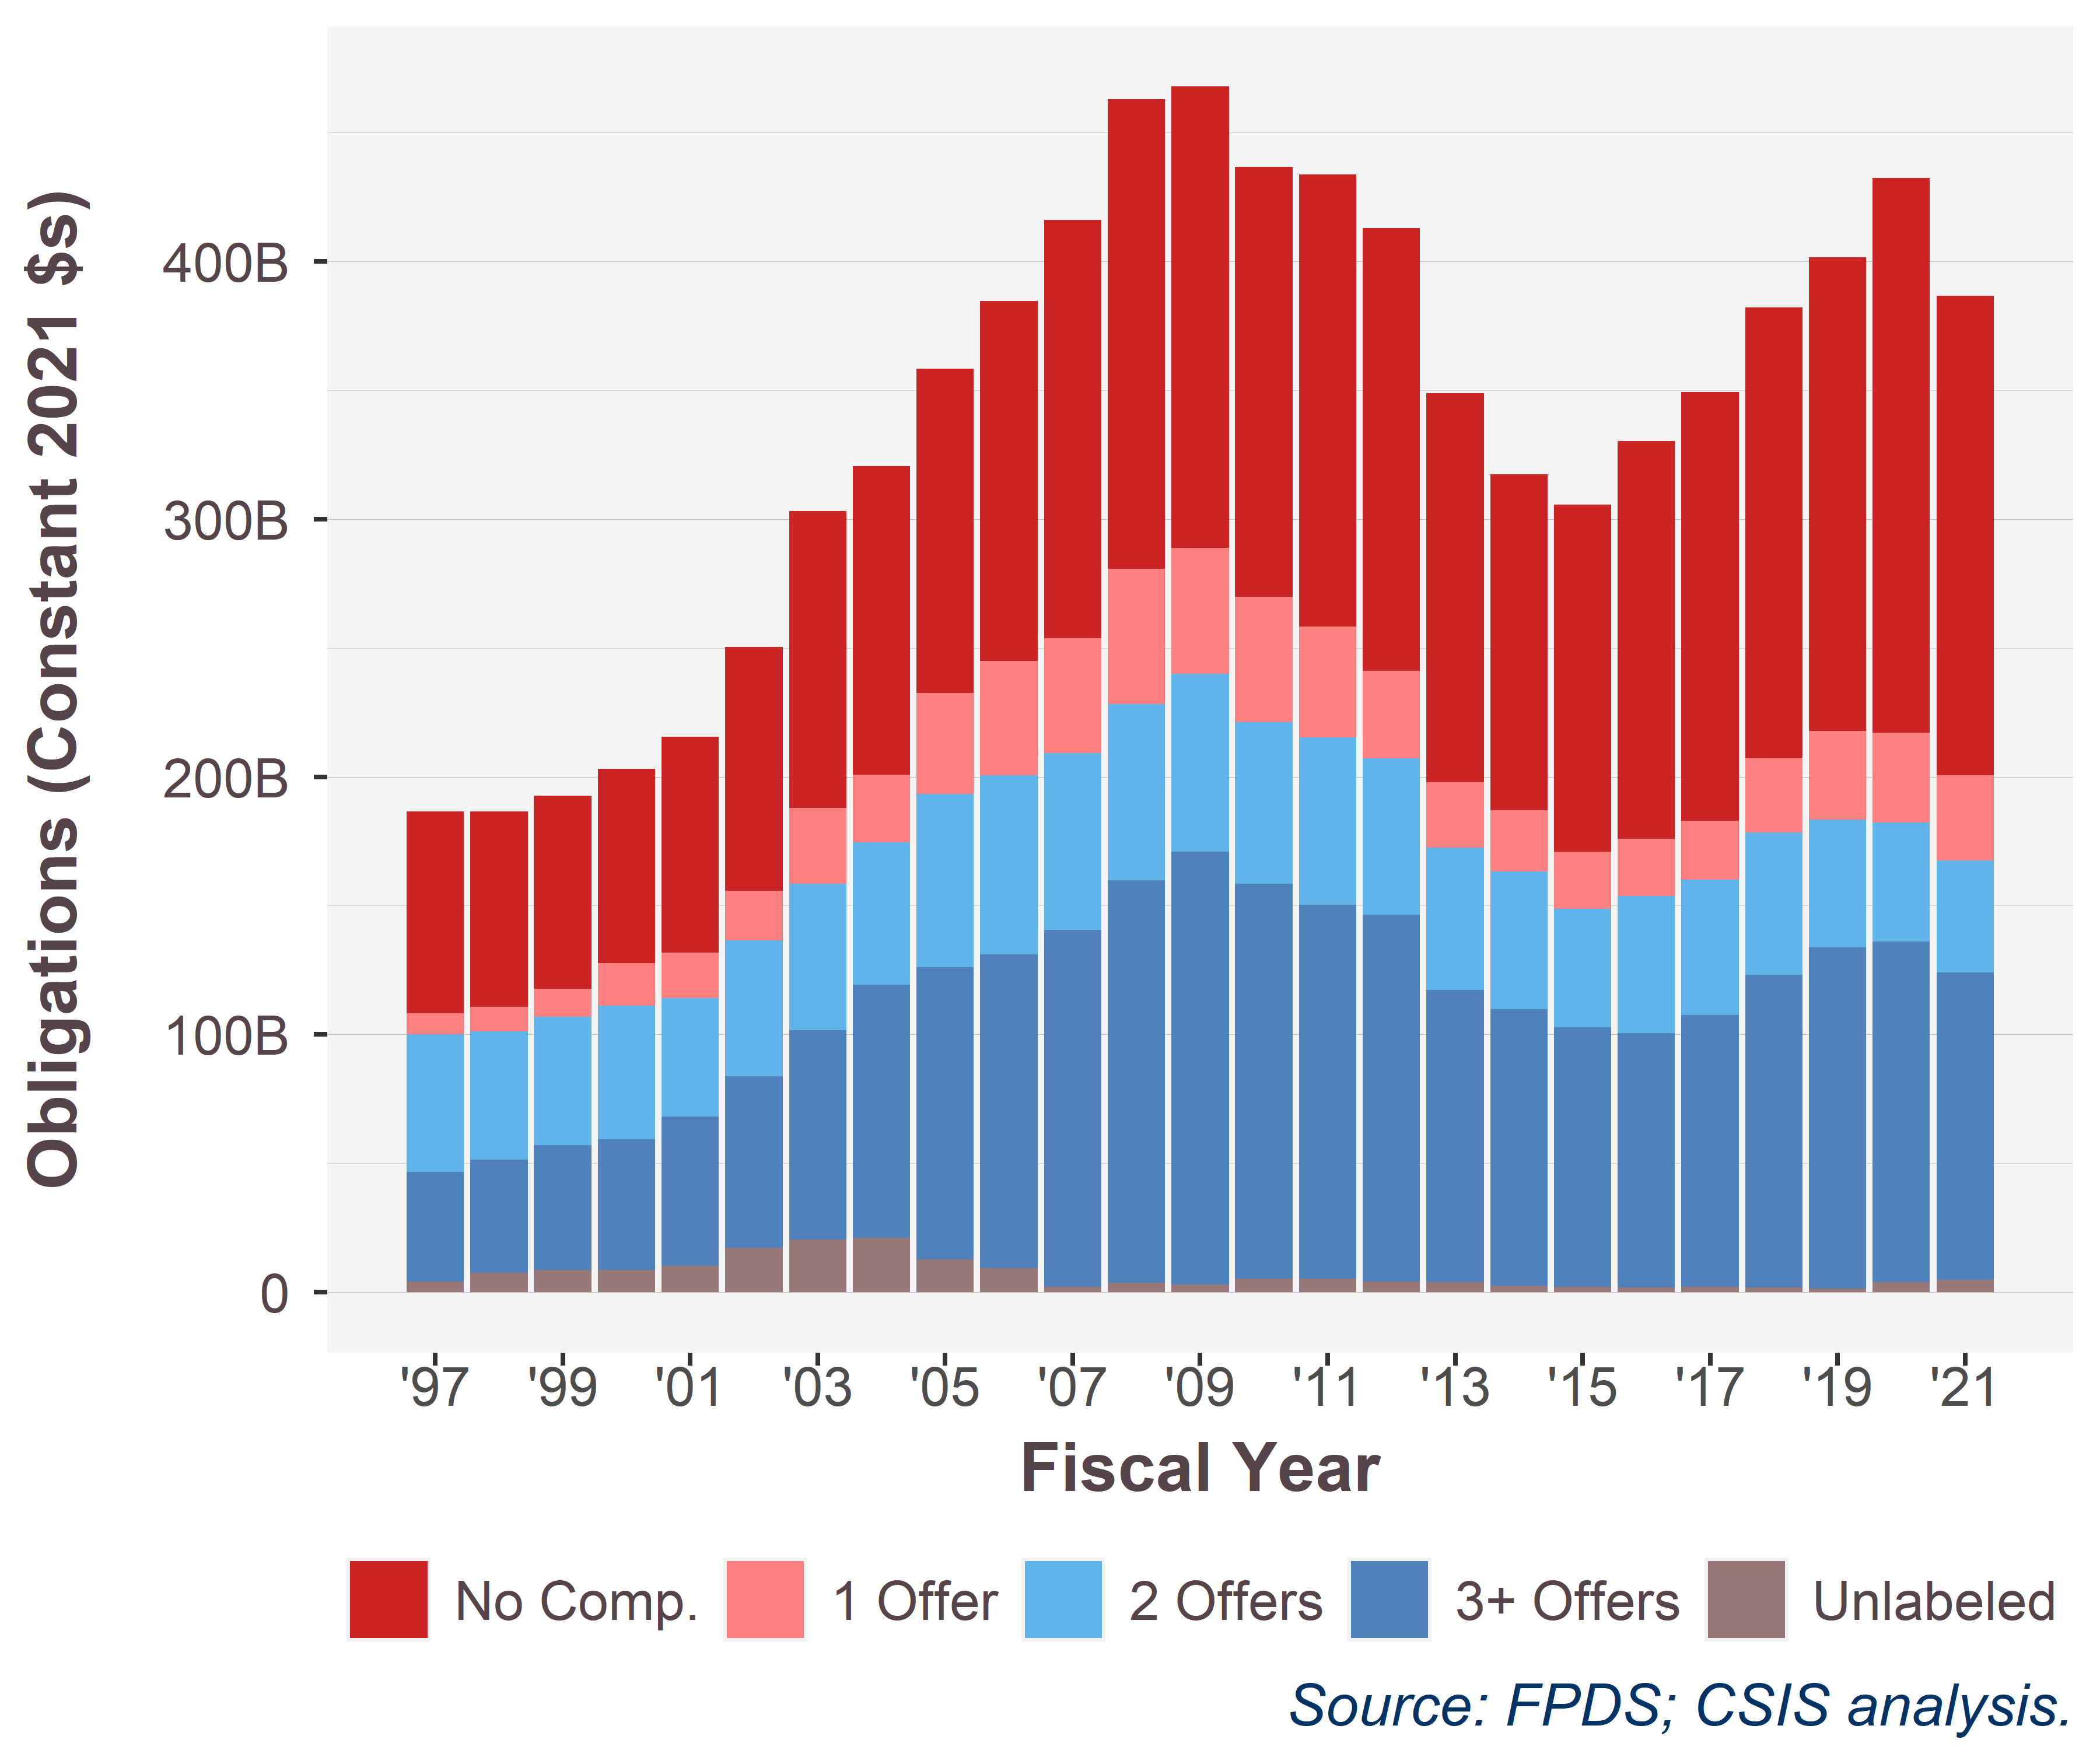 Obligations (Constant 2021 $s)
400B
300B
200B
100B
0
'97 '99 '01 '03 '05 '07 '09 '11 '13 '15 '17 '19 '21
Fiscal Year
No Comp. 1 Offer 2 Offers 3+ Offers Unlabeled
Source: FPDS; CSIS analysis.